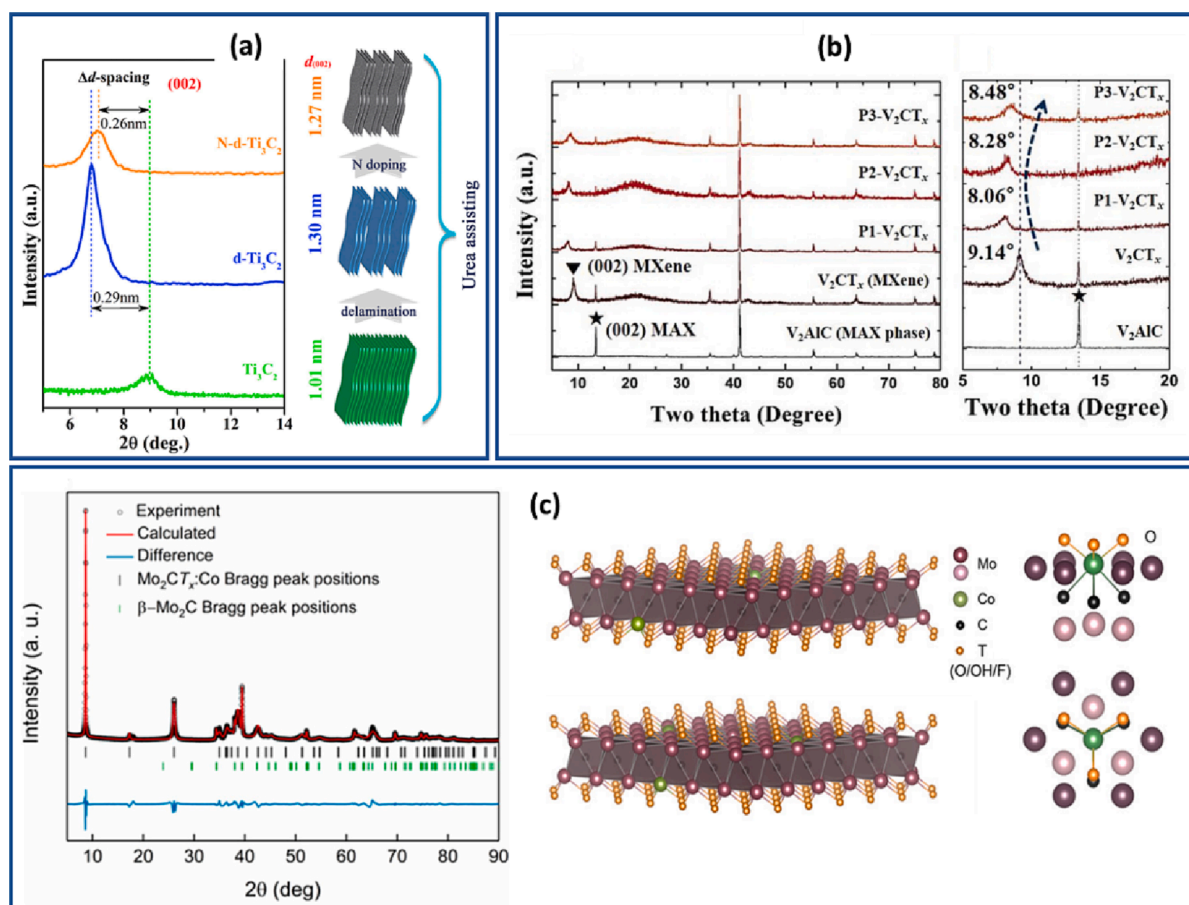 (a)
Δd-spacing
(002)
0.26nm
N-d-Ti₃C₂
d-Ti₃C₂
0.29nm
Ti₃C₂
Intensity (a.u.)
6 8 10 12 14
2θ (deg.)
d(002)
1.27 nm
N doping
1.30 nm
delamination
1.01 nm
Urea assisting
(b)
P3-V₂CTₓ
P2-V₂CTₓ
P1-V₂CTₓ
▼ (002) MXene
V₂CTₓ (MXene)
★ (002) MAX
V₂AlC (MAX phase)
Intensity (a.u.)
10 20 30 40 50 60 70 80
Two theta (Degree)
8.48°
P3-V₂CTₓ
8.28°
P2-V₂CTₓ
8.06°
P1-V₂CTₓ
9.14°
V₂CTₓ
★
V₂AlC
5 10 15 20
Two theta (Degree)
(c)
Experiment
Calculated
Difference
Mo₂CTₓ:Co Bragg peak positions
β–Mo₂C Bragg peak positions
Intensity (a. u.)
10 20 30 40 50 60 70 80 90
2θ (deg)
Mo
Co
C
T
(O/OH/F)
O